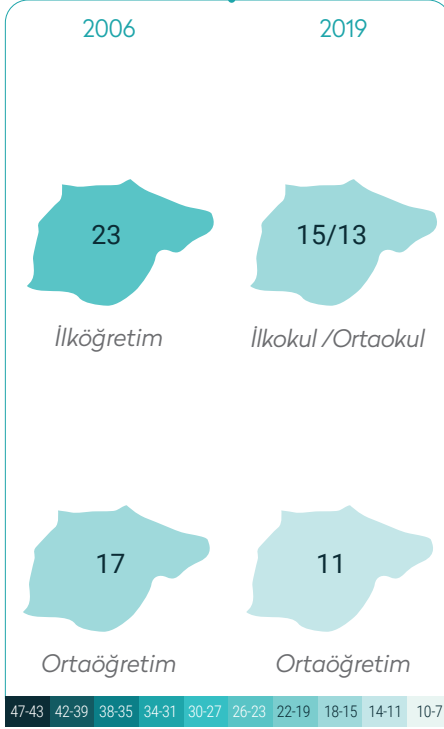 2006 2019
23 15/13
İlköğretim İlkokul /Ortaokul
17 11
Ortaöğretim Ortaöğretim
47-43 42-39 38-35 34-31 30-27 26-23 22-19 18-15 14-11 10-7